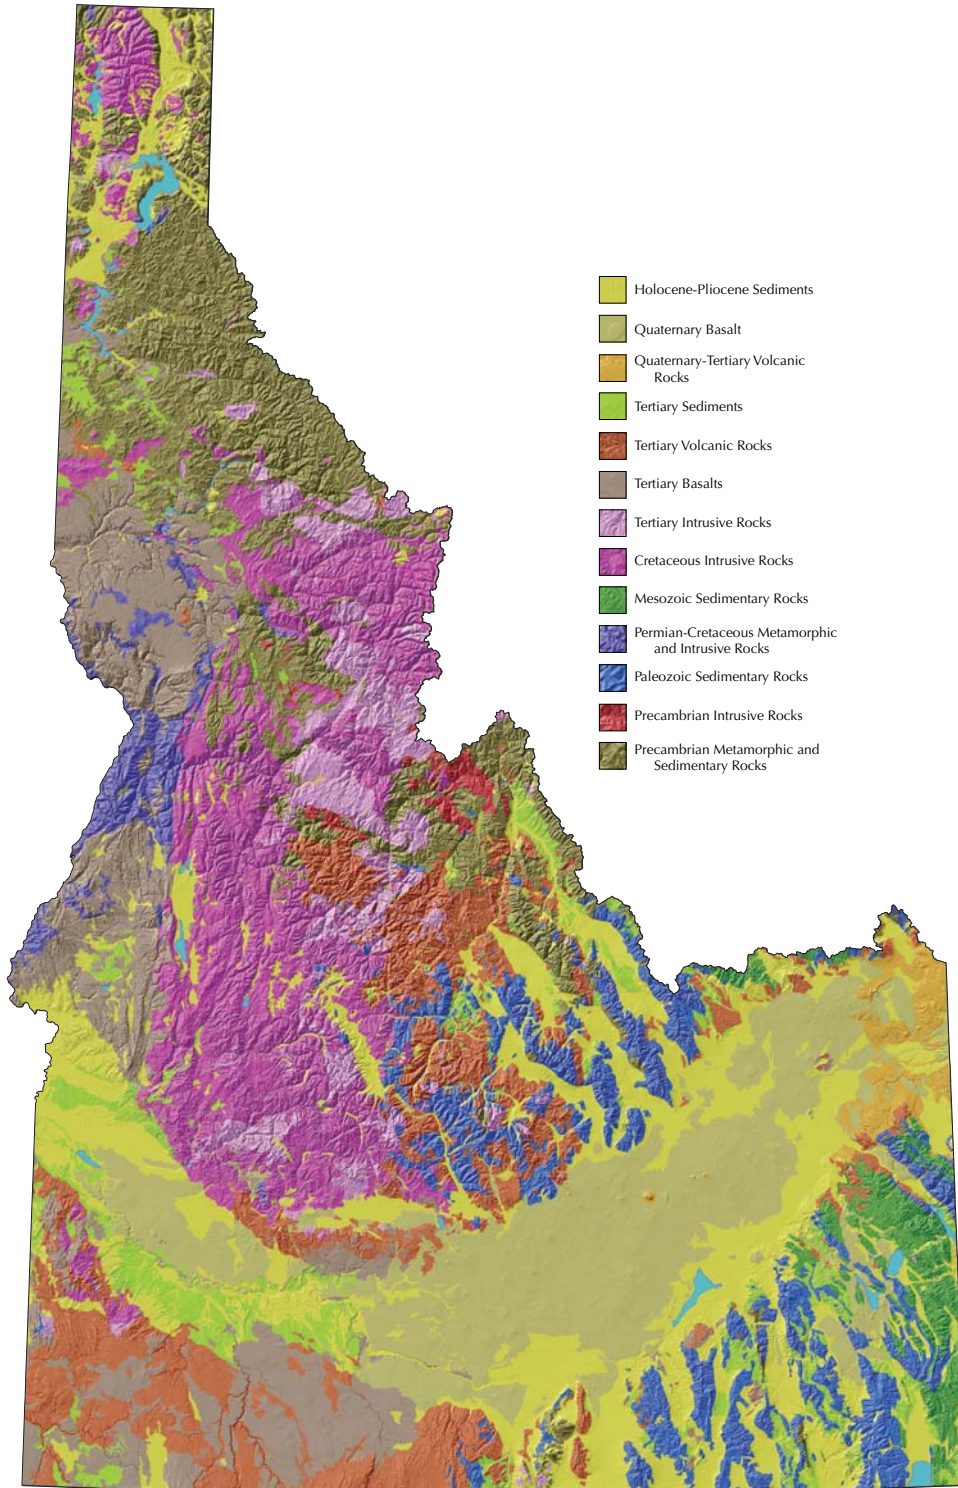 Holocene-Pliocene Sediments
Quaternary Basalt
Quaternary-Tertiary Volcanic
Rocks
Tertiary Sediments
Tertiary Volcanic Rocks
Tertiary Basalts
Tertiary Intrusive Rocks
Cretaceous Intrusive Rocks
Mesozoic Sedimentary Rocks
Permian-Cretaceous Metamorphic
and Intrusive Rocks
Paleozoic Sedimentary Rocks
Precambrian Intrusive Rocks
Precambrian Metamorphic and
Sedimentary Rocks